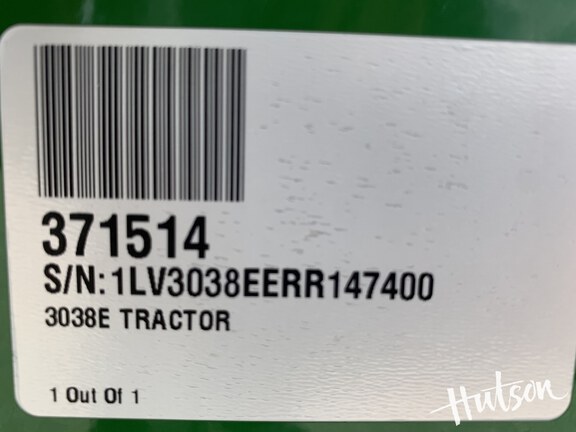 371514
S/N: 1LV3038EERR147400
3038E TRACTOR
1 Out Of 1
Hutson